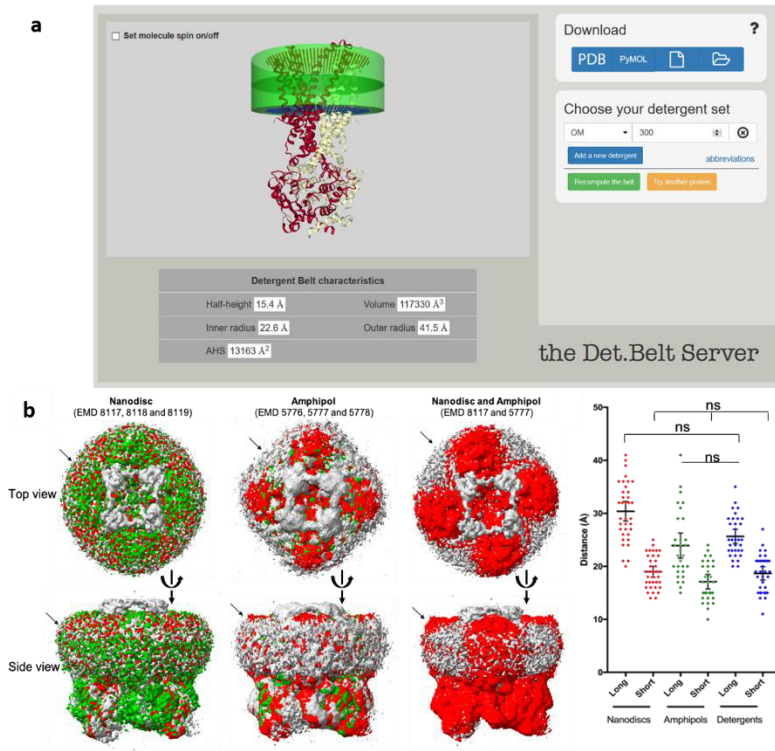 a
Set molecule spin on/off
Download
?
PDB
PyMOL
Choose your detergent set
OM
300
Add a new detergent
abbreviations
Recompute the belt
Try another protein
Detergent Belt characteristics
Half-height 15.4 Å
Volume 117330 Å3
Inner radius 22.6 Å
Outer radius 41.5 Å
AHS 13163 Å2
the Det.Belt Server
b
Nanodisc
(EMD 8117, 8118 and 8119)
Amphipol
(EMD 5776, 5777 and 5778)
Nanodisc and Amphipol
(EMD 8117 and 5777)
Top view
Side view
ns
ns
ns
Distance (Å)
50
40
30
20
10
0
Long
Short
Long
Short
Long
Short
Nanodiscs
Amphipols
Detergents